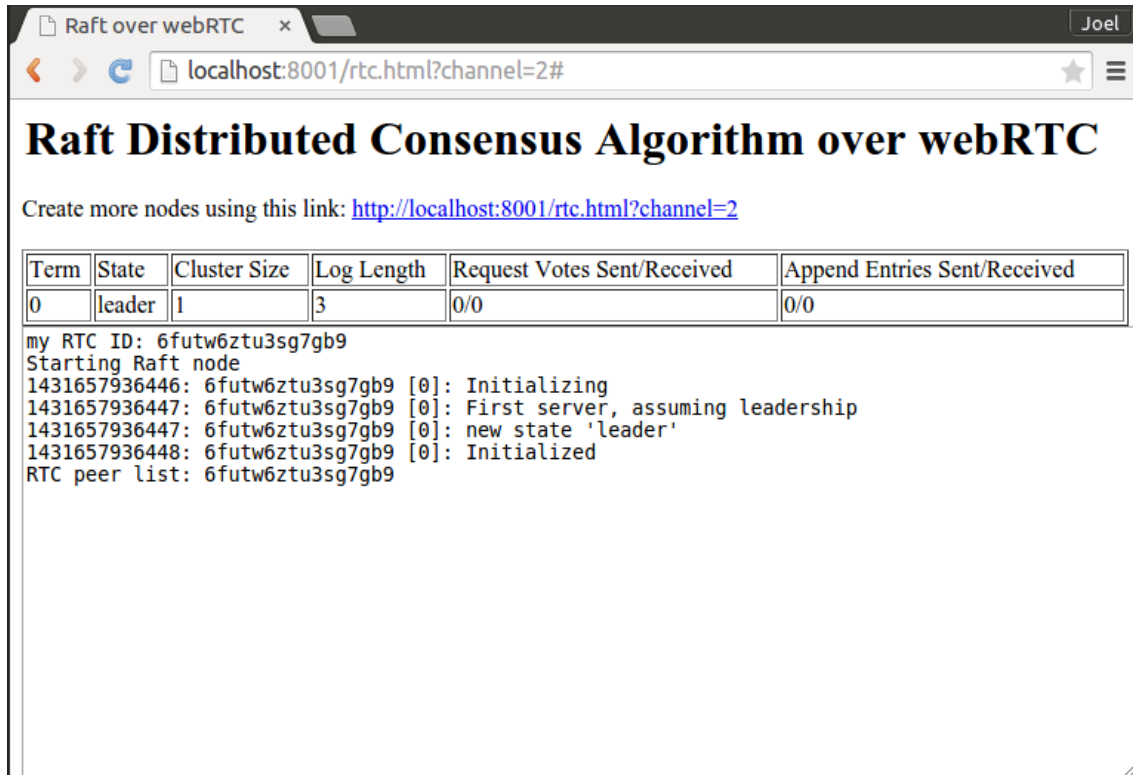 Raft over webRTC ×
Joel
localhost:8001/rtc.html?channel=2#
Raft Distributed Consensus Algorithm over webRTC
Create more nodes using this link: http://localhost:8001/rtc.html?channel=2
Term State Cluster Size Log Length Request Votes Sent/Received Append Entries Sent/Received
0 leader 1 3 0/0 0/0
my RTC ID: 6futw6ztu3sg7gb9
Starting Raft node
1431657936446: 6futw6ztu3sg7gb9 [0]: Initializing
1431657936447: 6futw6ztu3sg7gb9 [0]: First server, assuming leadership
1431657936447: 6futw6ztu3sg7gb9 [0]: new state 'leader'
1431657936448: 6futw6ztu3sg7gb9 [0]: Initialized
RTC peer list: 6futw6ztu3sg7gb9